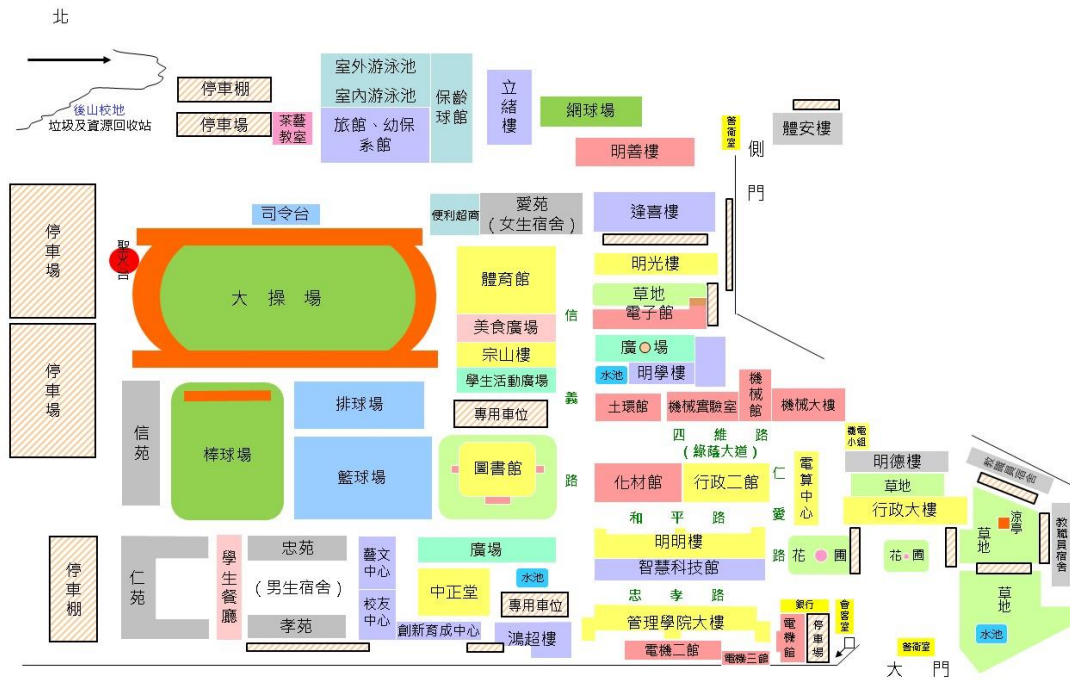 北
後山校地
垃圾及資源回收站
停車棚
停車場
茶藝
教室
室外游泳池
室內游泳池
旅館、幼保
系館
保齡
球館
立緒樓
網球場
明善樓
警衛室
側門
體安樓
停車場
聖火台
司令台
大操場
便利超商
愛苑
(女生宿舍)
逢喜樓
明光樓
草地
電子館
體育館
美食廣場
宗山樓
學生活動廣場
專用車位
信義路
廣場
水池
明學樓
土環館
機械實驗室
機械館
機械大樓
停車場
信苑
棒球場
排球場
籃球場
圖書館
四維路
(綠蔭大道)
化材館
行政二館
仁愛路
電算中心
機電
小組
明德樓
草地
行政大樓
教職員宿舍
涼亭
草地
教職員宿舍
和平路
明明樓
智慧科技館
忠孝路
花圃
花圃
停車棚
仁苑
學生餐廳
忠苑
(男生宿舍)
孝苑
藝文
中心
校友
中心
廣場
中正堂
水池
專用車位
創新育成中心
鴻超樓
管理學院大樓
電機二館
電機三館
銀行
電機館
停車場
會客室
警衛室
大門
草地
水池